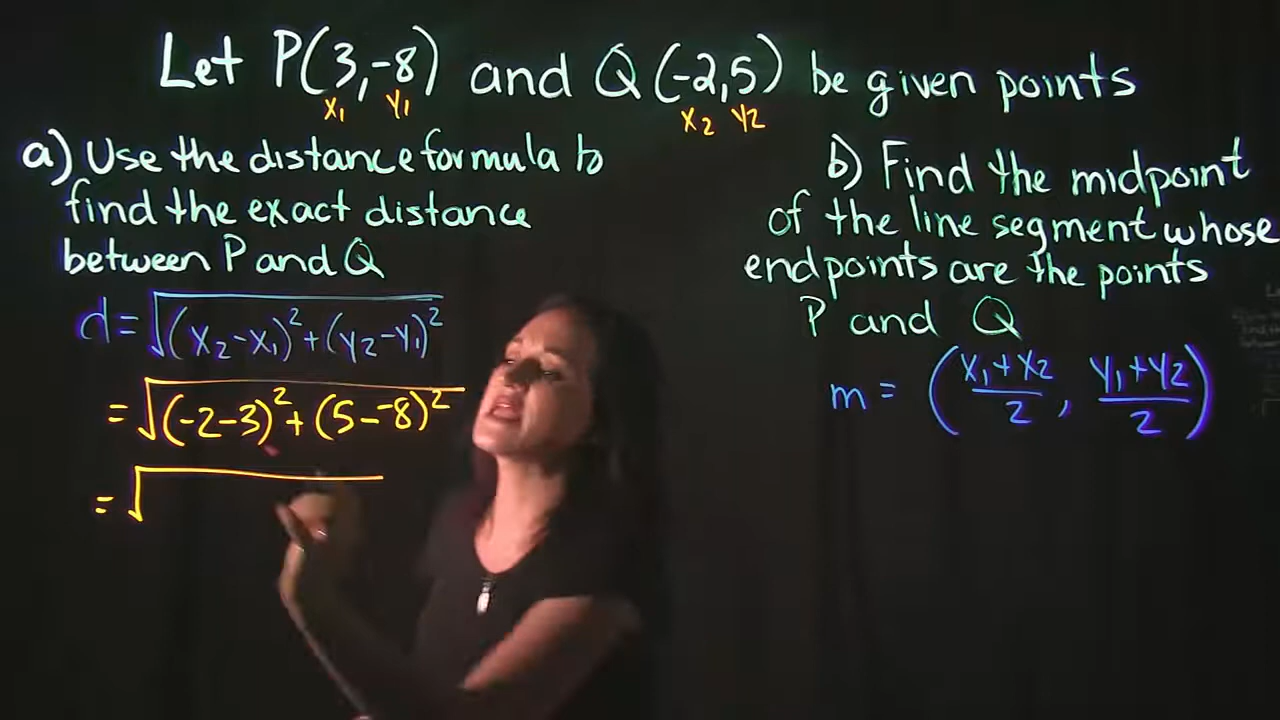 Let P(3,-8) and Q(-2,5) be given points
x₁ y₁ x₂ y₂
a) Use the distance formula to
find the exact distance
between P and Q
d = √((x₂-x₁)²+(y₂-y₁)²)
= √((-2-3)²+(5--8)²)
= √
b) Find the midpoint
of the line segment whose
endpoints are the points
P and Q
m = (x₁+x₂/2, y₁+y₂/2)